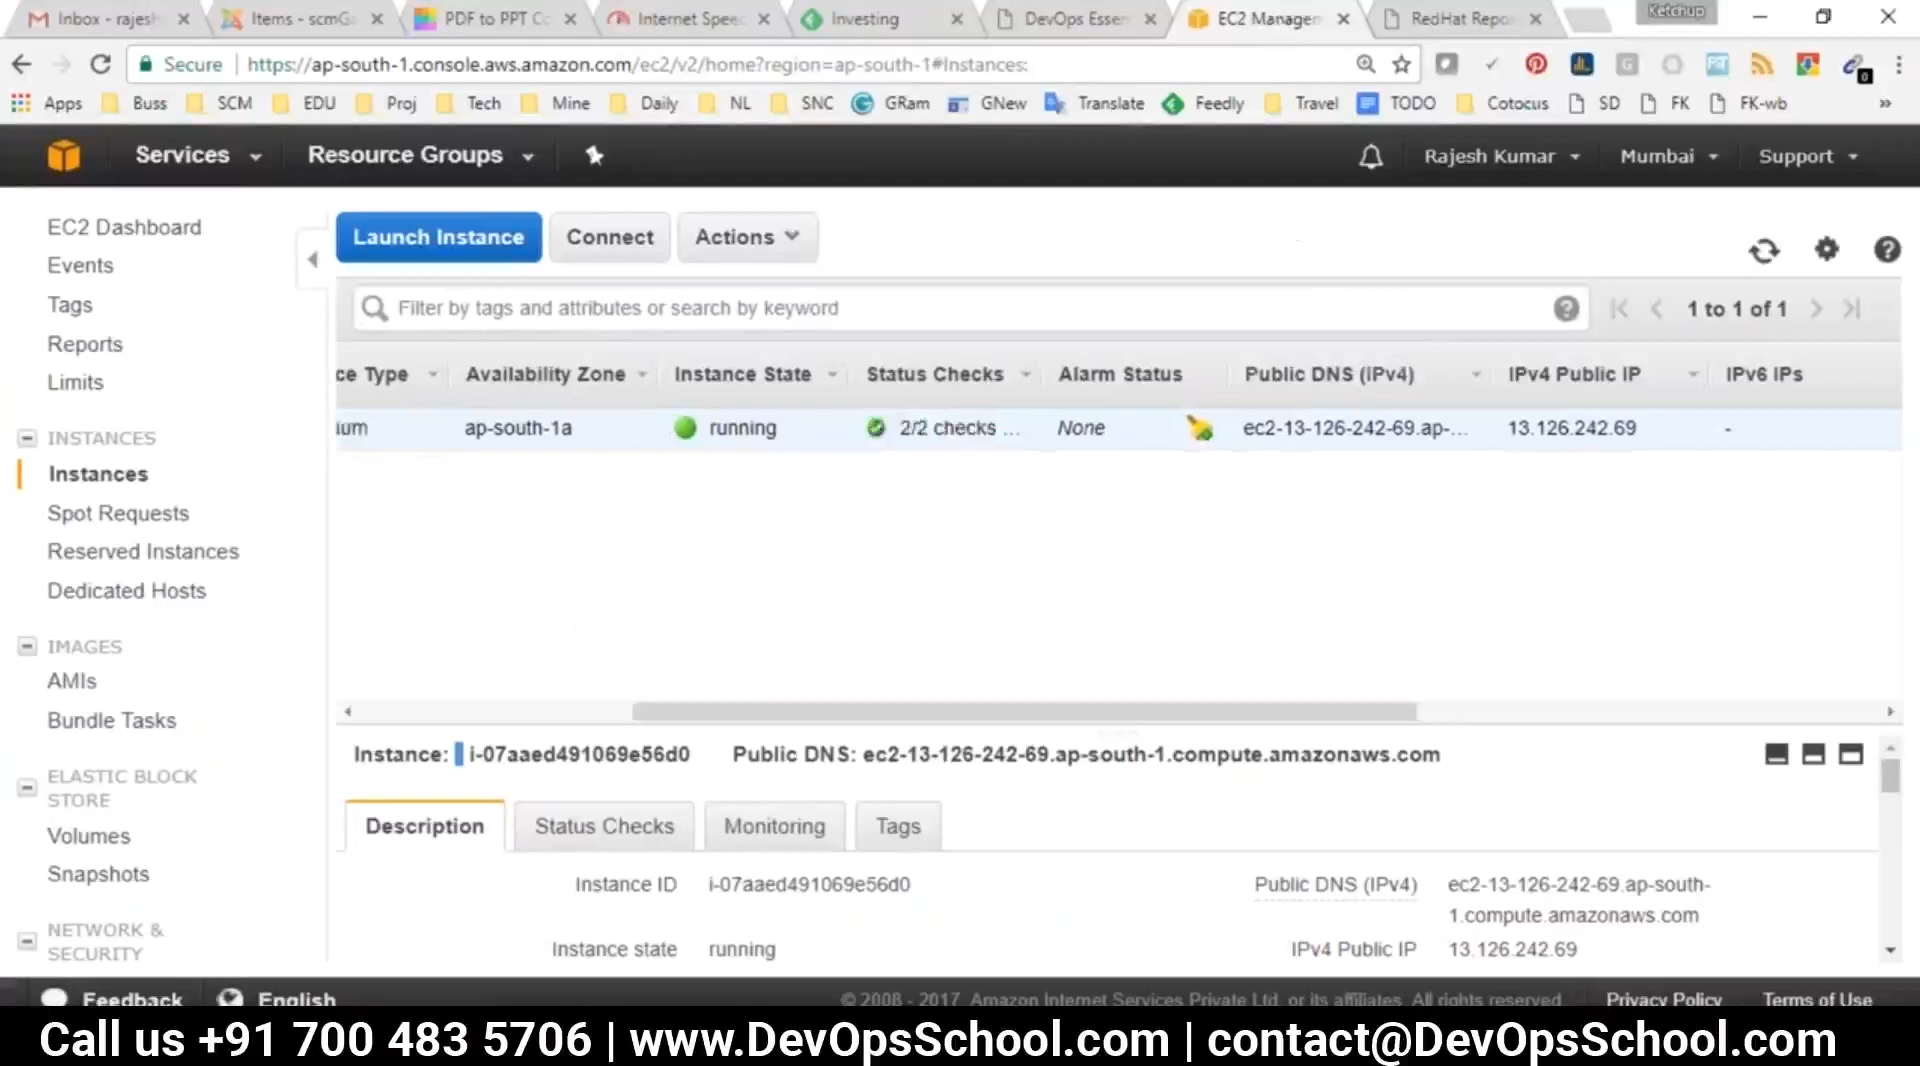 Inbox - rajesh
Items - scmGa
PDF to PPT Co
Internet Speed
Investing
DevOps Essen
EC2 Managem
RedHat Repo
Ketchup
Secure | https://ap-south-1.console.aws.amazon.com/ec2/v2/home?region=ap-south-1#Instances:
Apps Buss SCM EDU Proj Tech Mine Daily NL SNC GRam GNew Translate Feedly Travel TODO Cotocus SD FK FK-wb »
Services Resource Groups Rajesh Kumar Mumbai Support
EC2 Dashboard
Events
Tags
Reports
Limits
INSTANCES
Instances
Spot Requests
Reserved Instances
Dedicated Hosts
IMAGES
AMIs
Bundle Tasks
ELASTIC BLOCK
STORE
Volumes
Snapshots
NETWORK &
SECURITY
Launch Instance Connect Actions
Filter by tags and attributes or search by keyword
1 to 1 of 1
ce Type Availability Zone Instance State Status Checks Alarm Status Public DNS (IPv4) IPv4 Public IP IPv6 IPs
ium ap-south-1a running 2/2 checks ... None ec2-13-126-242-69.ap-... 13.126.242.69 -
Instance: i-07aaed491069e56d0 Public DNS: ec2-13-126-242-69.ap-south-1.compute.amazonaws.com
Description Status Checks Monitoring Tags
Instance ID i-07aaed491069e56d0
Public DNS (IPv4) ec2-13-126-242-69.ap-south-
1.compute.amazonaws.com
Instance state running
IPv4 Public IP 13.126.242.69
Feedback English © 2008 - 2017, Amazon Internet Services Private Ltd. or its affiliates. All rights reserved. Privacy Policy Terms of Use
Call us +91 700 483 5706 | www.DevOpsSchool.com | contact@DevOpsSchool.com